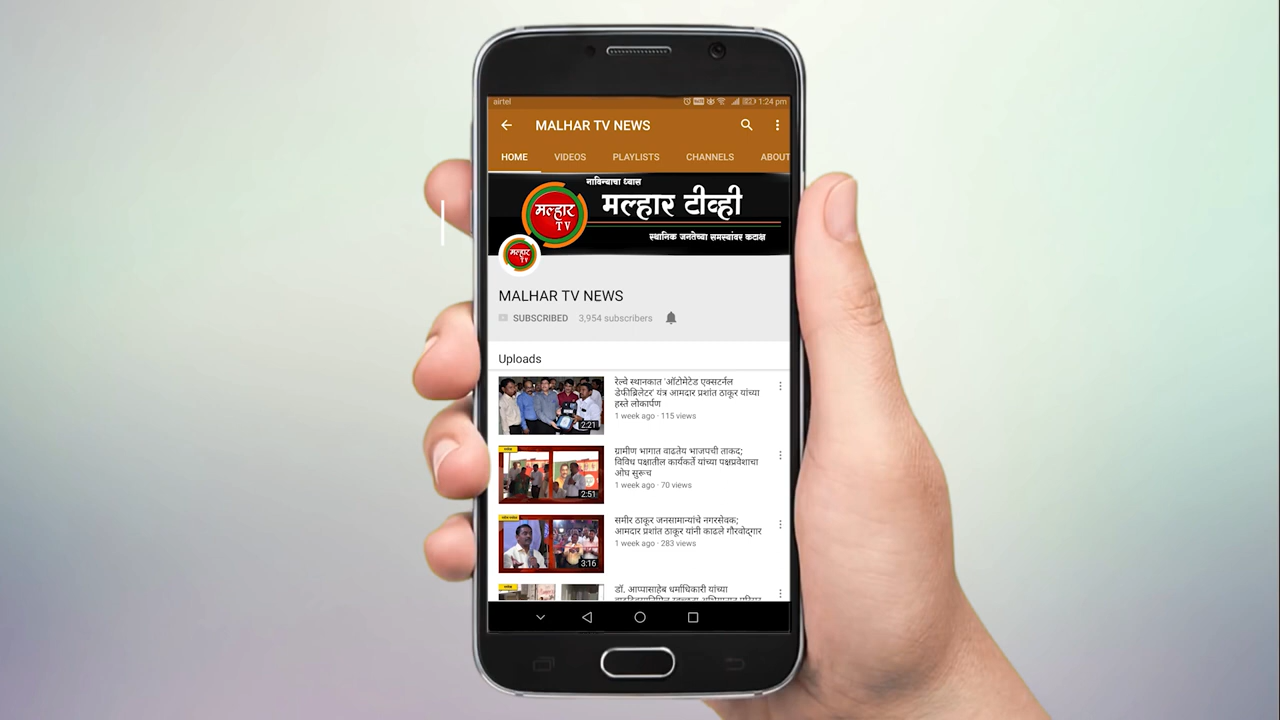 airtel 1:24 pm
MALHAR TV NEWS
HOME VIDEOS PLAYLISTS CHANNELS ABOUT
नाविन्याचा ध्यास
मल्हार टीव्ही
मल्हार
TV
स्थानिक जनतेच्या समस्यांवर कटाक्ष
मल्हार
TV
MALHAR TV NEWS
SUBSCRIBED 3,954 subscribers
Uploads
रेल्वे स्थानकात 'ऑटोमेटेड एक्सटर्नल
डेफीब्रिलेटर' यंत्र आमदार प्रशांत ठाकूर यांच्या
हस्ते लोकार्पण
1 week ago · 115 views
2:21
ग्रामीण भागात वाढतेय भाजपची ताकद;
विविध पक्षातील कार्यकर्ते यांच्या पक्षप्रवेशाचा
ओघ सुरूच
1 week ago · 70 views
2:51
समीर ठाकूर जनसामान्यांचे नगरसेवक;
आमदार प्रशांत ठाकूर यांनी काढले गौरवोद्गार
1 week ago · 283 views
3:16
डॉ. आप्पासाहेब धर्माधिकारी यांच्या